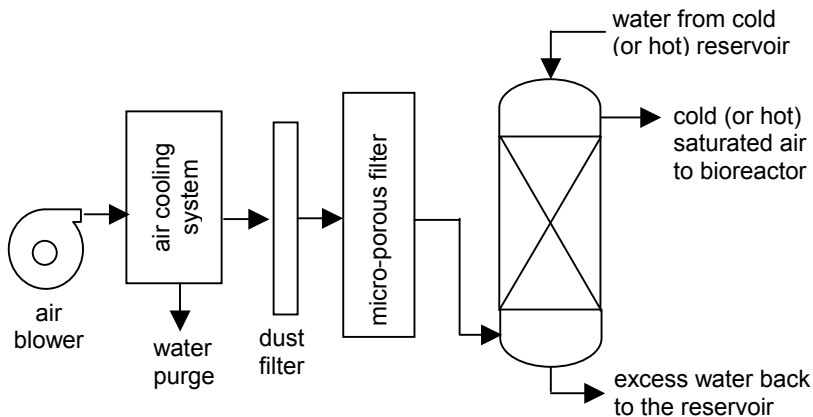 air
blower
air cooling
system
water
purge
dust
filter
micro-porous filter
water from cold
(or hot) reservoir
cold (or hot)
saturated air
to bioreactor
excess water back
to the reservoir